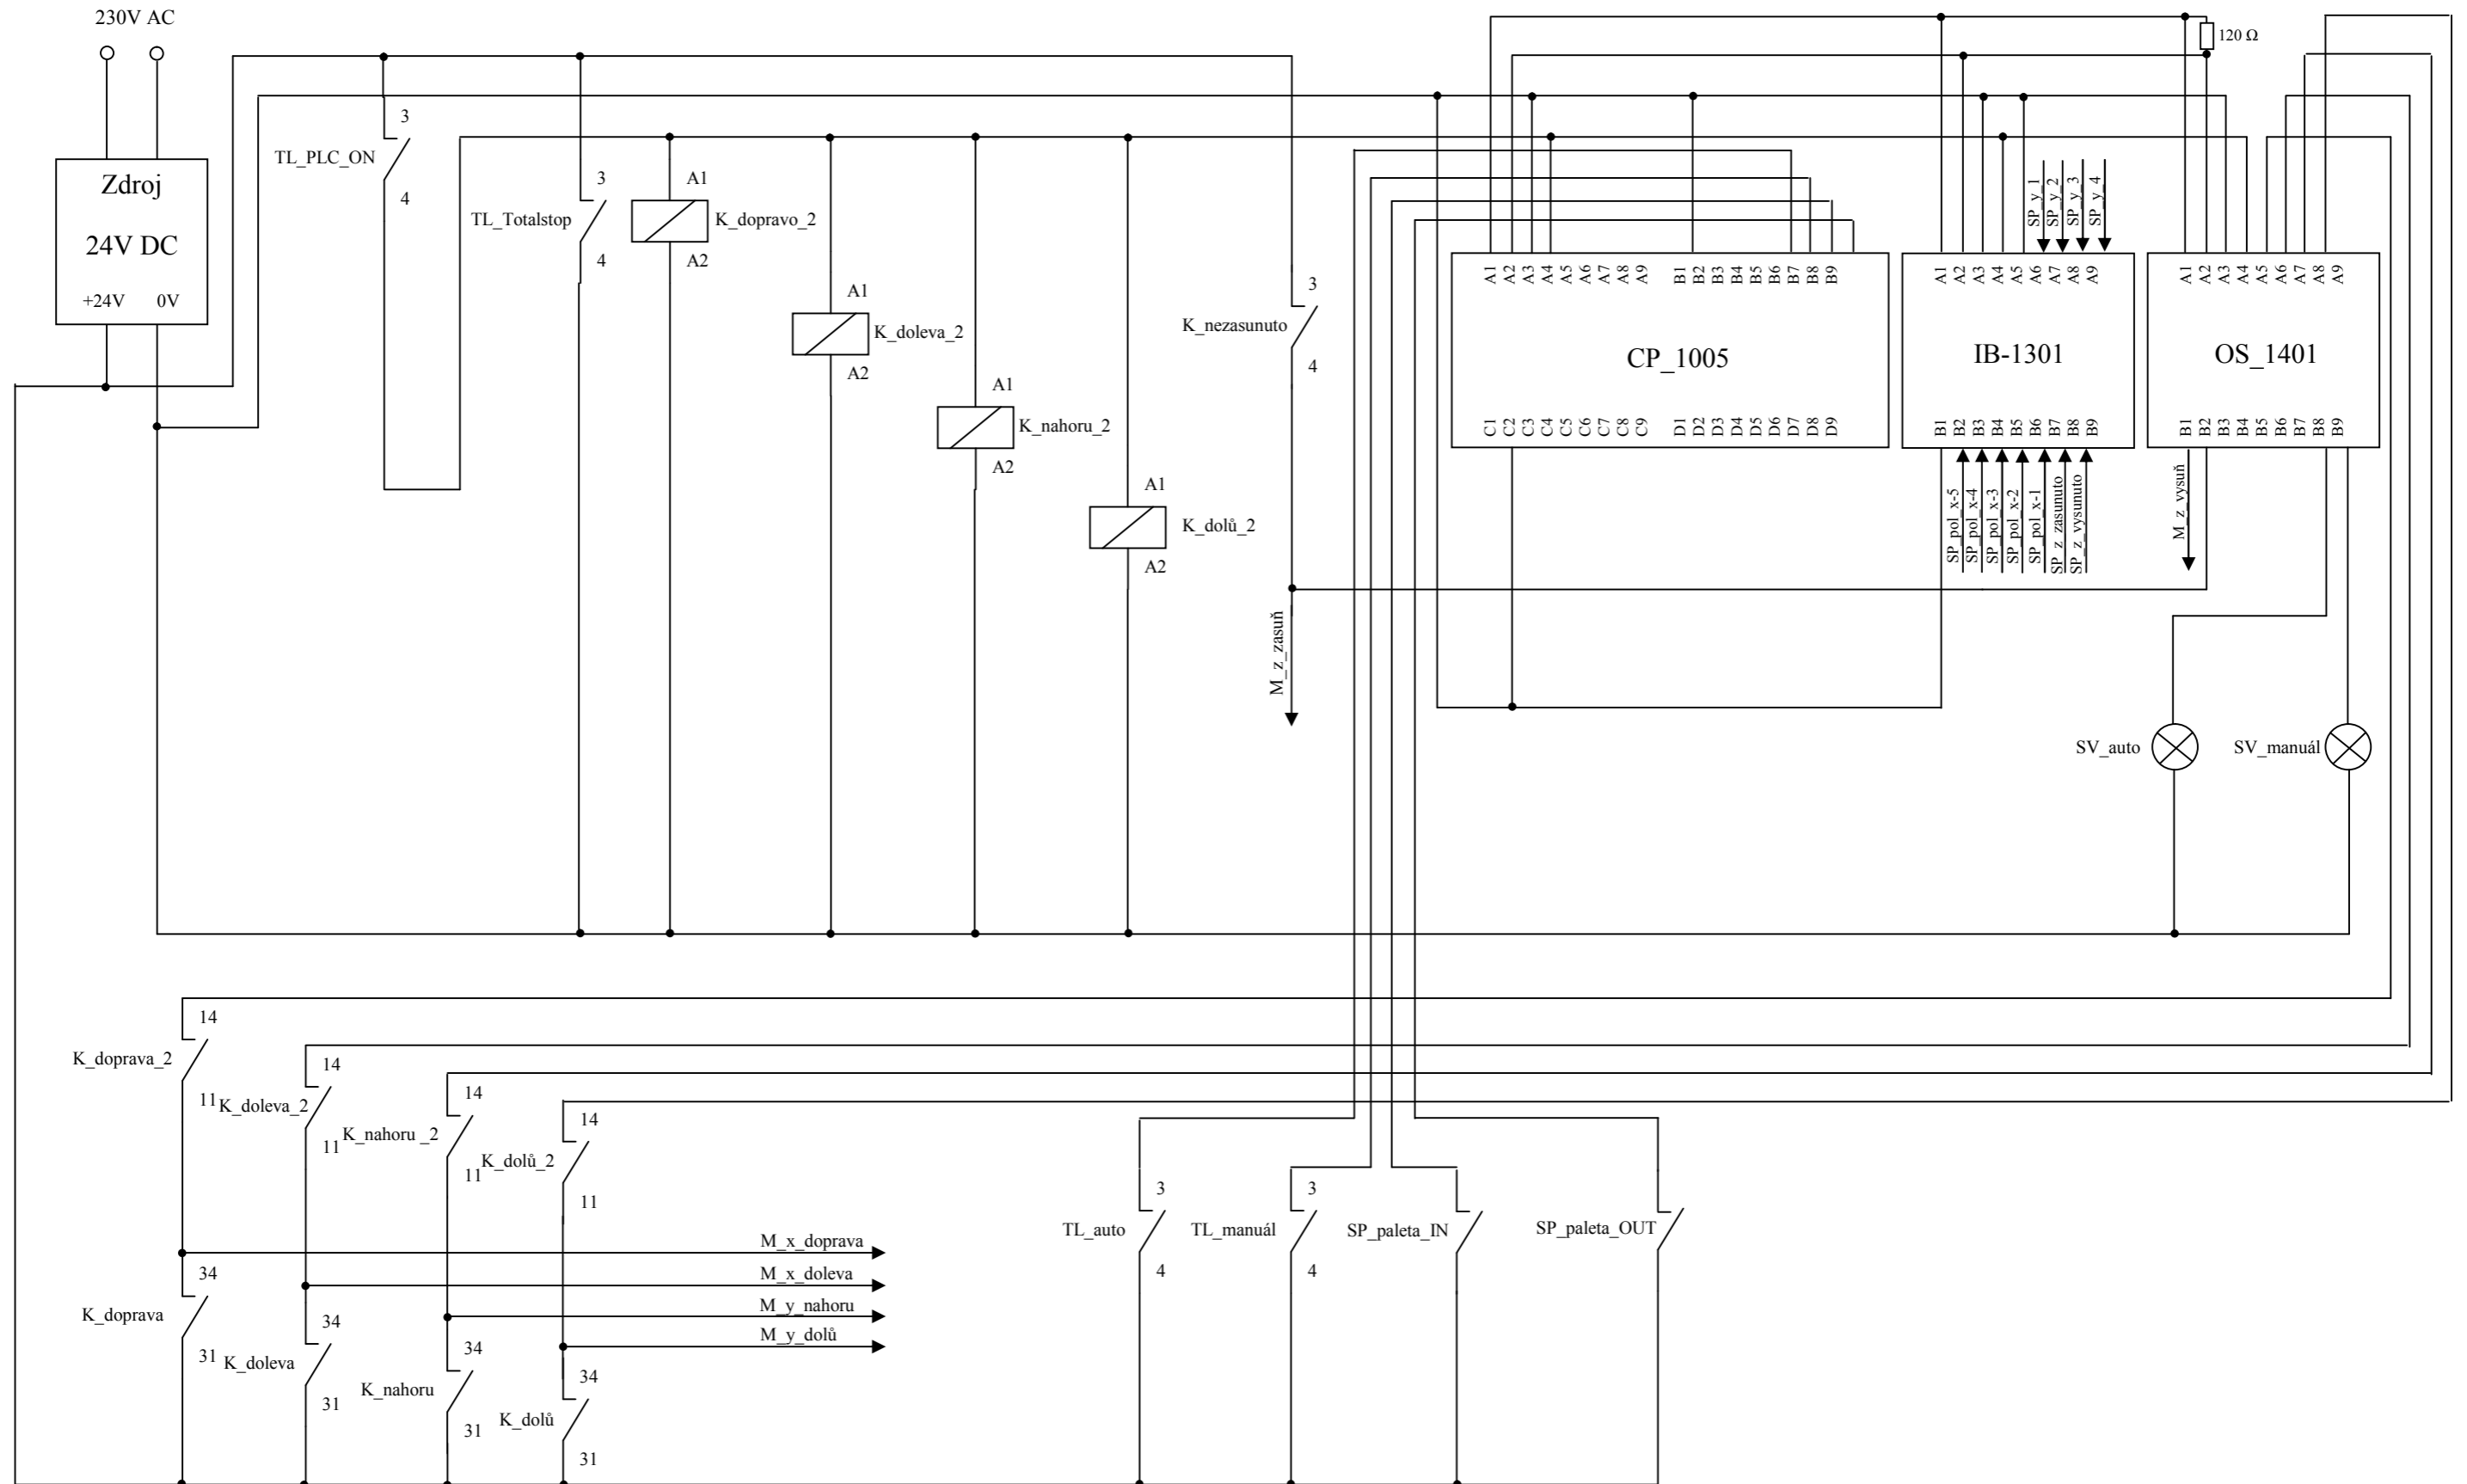 230V AC
Zdroj
24V DC
+24V 0V
3
TL_PLC_ON
4
3
TL_Totalstop
4
A1
K_dopravo_2
A2
A1
K_doleva_2
A2
A1
K_nahoru_2
A2
A1
K_dolů_2
A2
3
K_nezasunuto
4
M_z_zasuň
120 Ω
A1 A2 A3 A4 A5 A6 A7 A8 A9 B1 B2 B3 B4 B5 B6 B7 B8 B9
CP_1005
C1 C2 C3 C4 C5 C6 C7 C8 C9 D1 D2 D3 D4 D5 D6 D7 D8 D9
SP_y_1
SP_y_2
SP_y_3
SP_y_4
A1 A2 A3 A4 A5 A6 A7 A8 A9
IB-1301
B1 B2 B3 B4 B5 B6 B7 B8 B9
SP_pol_x-5
SP_pol_x-4
SP_pol_x-3
SP_pol_x-2
SP_pol_x-1
SP_z_zasunuto
SP_z_vysunuto
A1 A2 A3 A4 A5 A6 A7 A8 A9
OS_1401
B1 B2 B3 B4 B5 B6 B7 B8 B9
M_z_vysuň
SV_auto
SV_manuál
14
K_doprava_2
11
14
K_doleva_2
11
14
K_nahoru _2
11
14
K_dolů_2
11
M_x_doprava
M_x_doleva
M_y_nahoru
M_y_dolů
34
K_doprava
31
34
K_doleva
31
34
K_nahoru
31
34
K_dolů
31
3
TL_auto
4
3
TL_manuál
4
SP_paleta_IN
SP_paleta_OUT